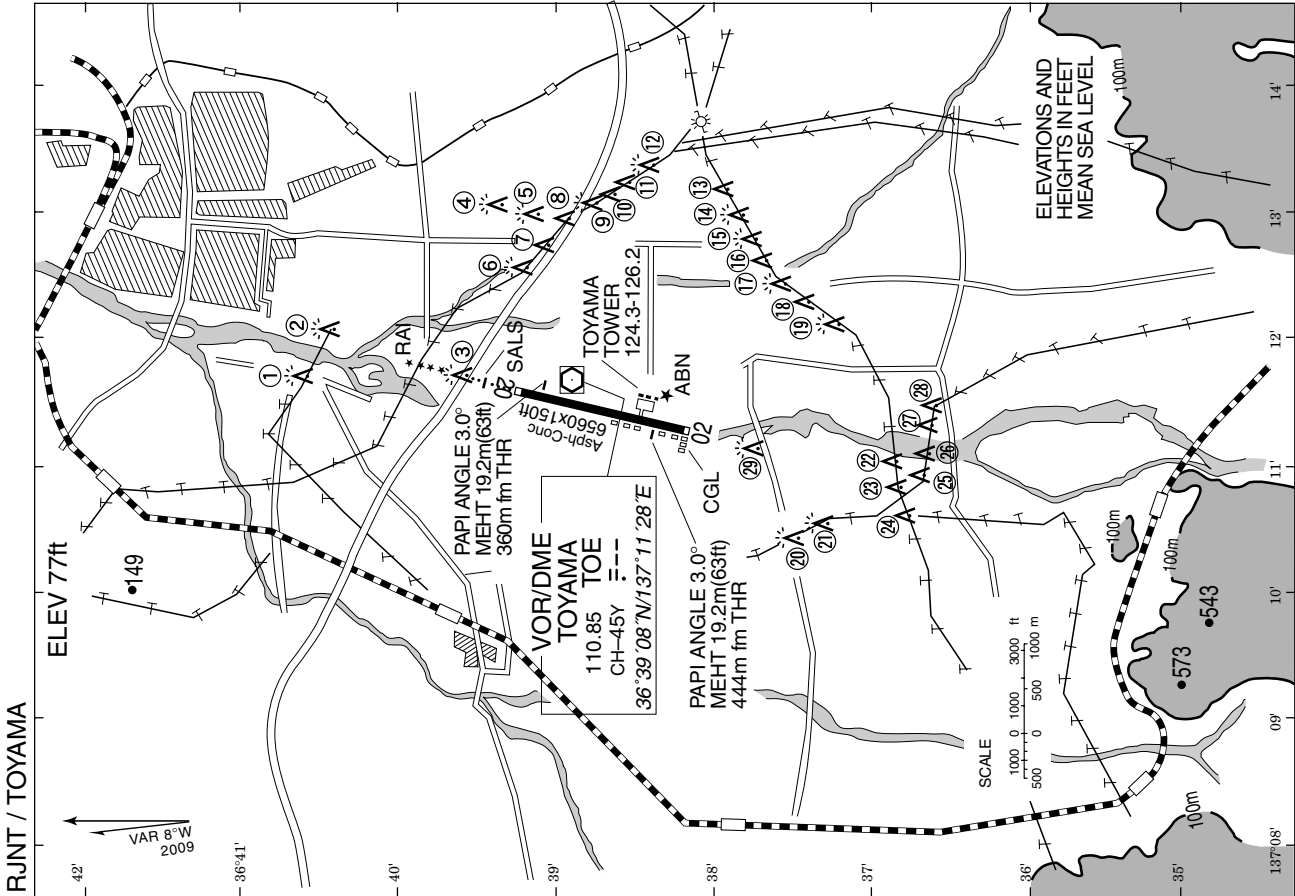 RJNT / TOYAMA
VAR 8°W
2009
ELEV 77ft
149
42'
36°41'
40'
39'
38'
37'
36'
35'
137°08'
09'
10'
11'
12'
13'
14'
1
2
3
4
5
6
7
8
9
10
11
12
13
14
15
16
17
18
19
20
21
22
23
24
25
26
27
28
29
RAI
SALS
20
PAPI ANGLE 3.0°
MEHT 19.2m(63ft)
360m fm THR
Asph-Conc
6560x150ft
TOYAMA
TOWER
124.3-126.2
ABN
02
CGL
VOR/DME
TOYAMA
110.85 TOE
CH–45Y
36°39'08"N/137°11'28"E
PAPI ANGLE 3.0°
MEHT 19.2m(63ft)
444m fm THR
ELEVATIONS AND
HEIGHTS IN FEET
MEAN SEA LEVEL
100m
100m
100m
100m
543
573
SCALE
1000 0 1000 3000 ft
500 0 500 1000 m